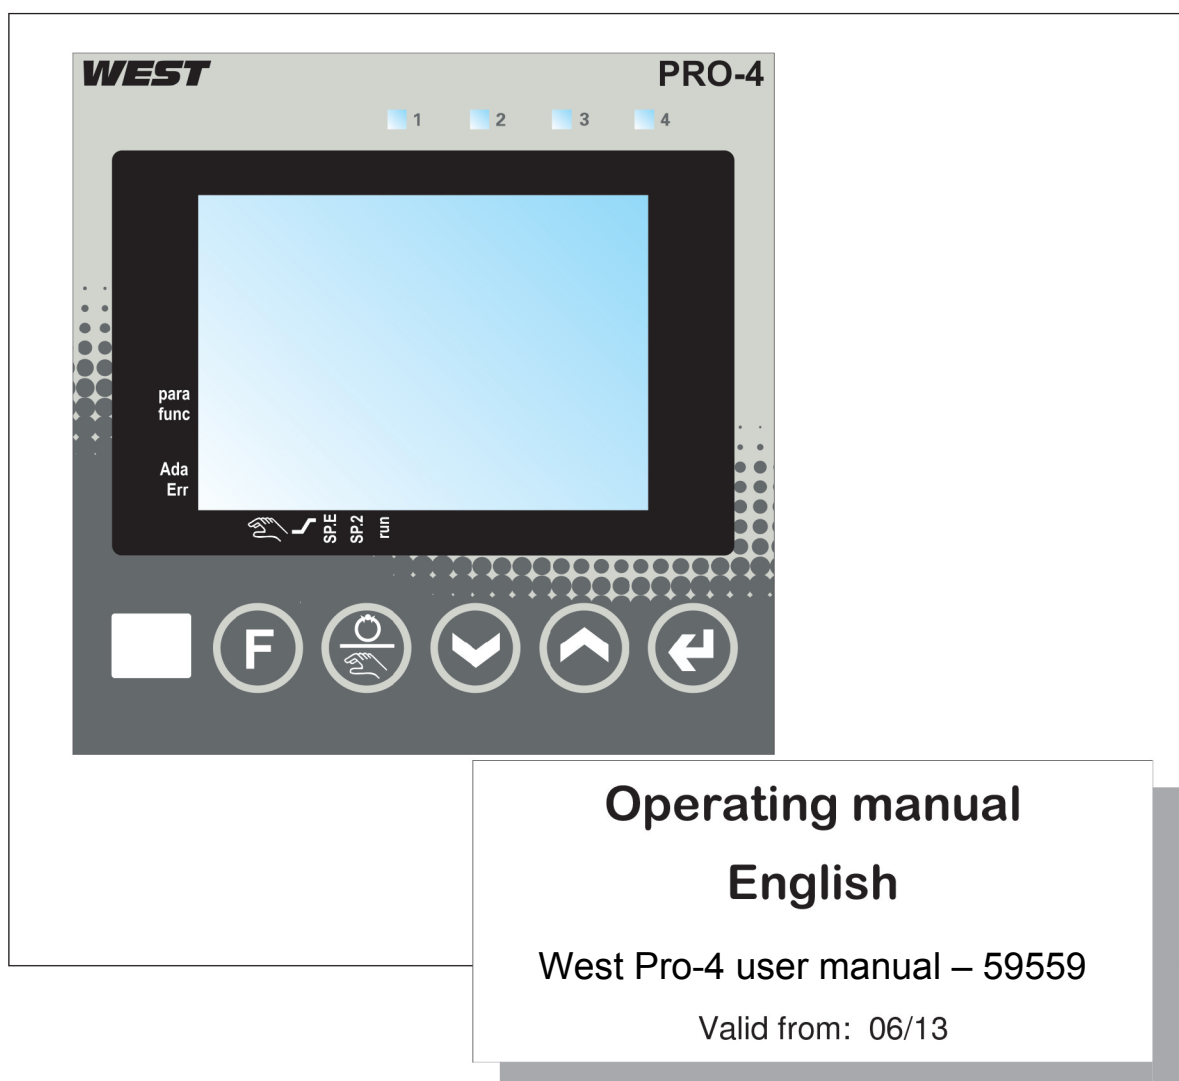 WEST PRO-4
1 2 3 4
para
func
Ada
Err
SP.E SP.2 run
F
Operating manual
English
West Pro-4 user manual – 59559
Valid from: 06/13